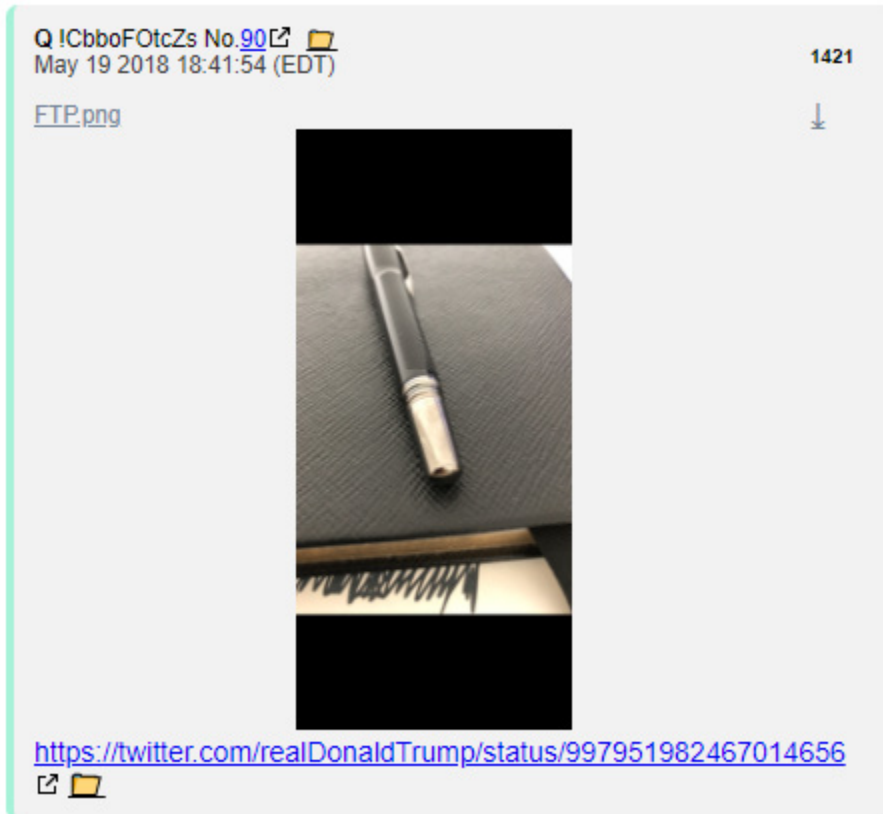 Q !CbboFOtcZs No.90
May 19 2018 18:41:54 (EDT)
1421
FTP.png
https://twitter.com/realDonaldTrump/status/997951982467014656